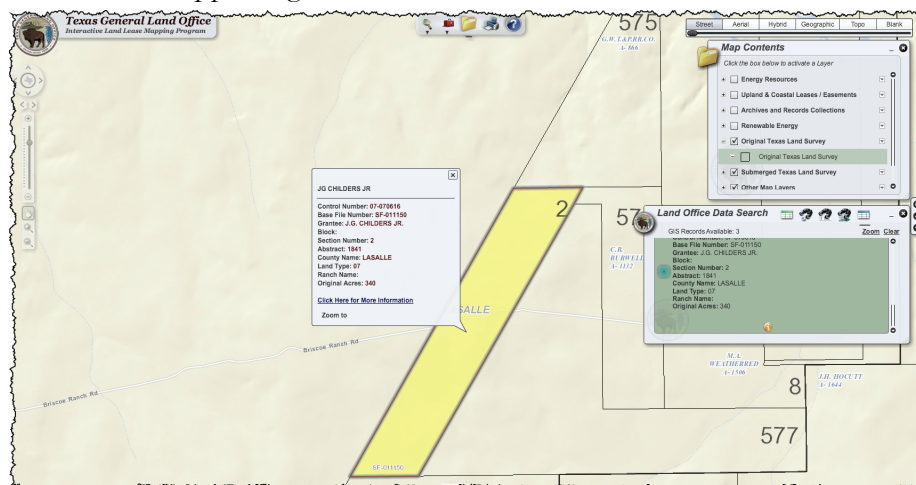 Texas General Land Office
Interactive Land Lease Mapping Program
Street Aerial Hybrid Geographic Topo Blank
Map Contents
Click the box below to activate a Layer
Energy Resources
Upland & Coastal Leases / Easements
Archives and Records Collections
Renewable Energy
Original Texas Land Survey
Original Texas Land Survey
Submerged Texas Land Survey
Other Map Layers
575
G.W.T.&P.RR.CO.
A- 866
JG CHILDERS JR
Control Number: 07-070616
Base File Number: SF-011150
Grantee: J.G. CHILDERS JR.
Block:
Section Number: 2
Abstract: 1841
County Name: LASALLE
Land Type: 07
Ranch Name:
Original Acres: 340
Click Here for More Information
Zoom to
2
57
C.B.
BURWELL
A- 1132
Land Office Data Search
GIS Records Available: 3
Zoom Clear
Base File Number: SF-011150
Grantee: J.G. CHILDERS JR.
Block:
Section Number: 2
Abstract: 1841
County Name: LASALLE
Land Type: 07
Ranch Name:
Original Acres: 340
SALLE
Briscoe Ranch Rd
Briscoe Ranch Rd
M.A.
WEATHERRED
A- 1506
J.H. HOCUTT
A- 1644
8
577
SF-011150